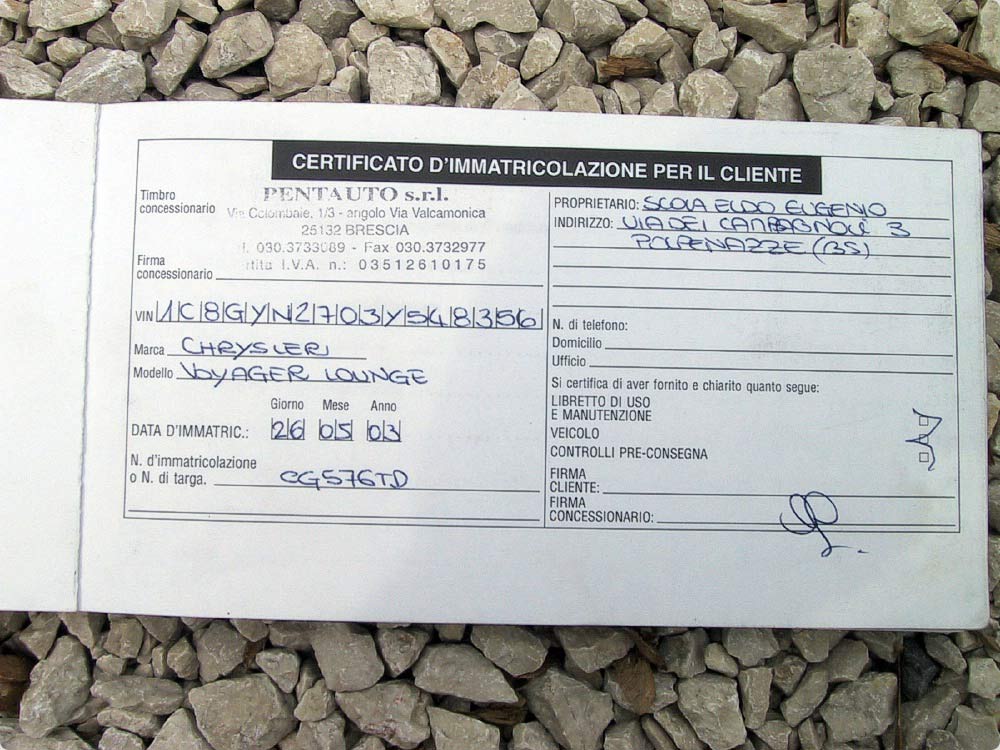 CERTIFICATO D'IMMATRICOLAZIONE PER IL CLIENTE
Timbro
concessionario
PENTAUTO s.r.l.
Via Colombaie, 1/3 - angolo Via Valcamonica
25132 BRESCIA
030.3733089 - Fax 030.3732977
rtita I.V.A. n.: 03512610175
Firma
concessionario
VIN 1C8GYN2703Y548356
Marca CHRYSLER
Modello VOYAGER LOUNGE
Giorno Mese Anno
DATA D'IMMATRIC.: 26 05 03
N. d'immatricolazione
o N. di targa. CG576TD
PROPRIETARIO: SCOLA ELDO EUGENIO
INDIRIZZO: VIA DEI CAMPAGNOLI 3
POLPENAZZE (BS)
N. di telefono:
Domicilio
Ufficio
Si certifica di aver fornito e chiarito quanto segue:
LIBRETTO DI USO
E MANUTENZIONE
VEICOLO
CONTROLLI PRE-CONSEGNA
FIRMA
CLIENTE:
FIRMA
CONCESSIONARIO: